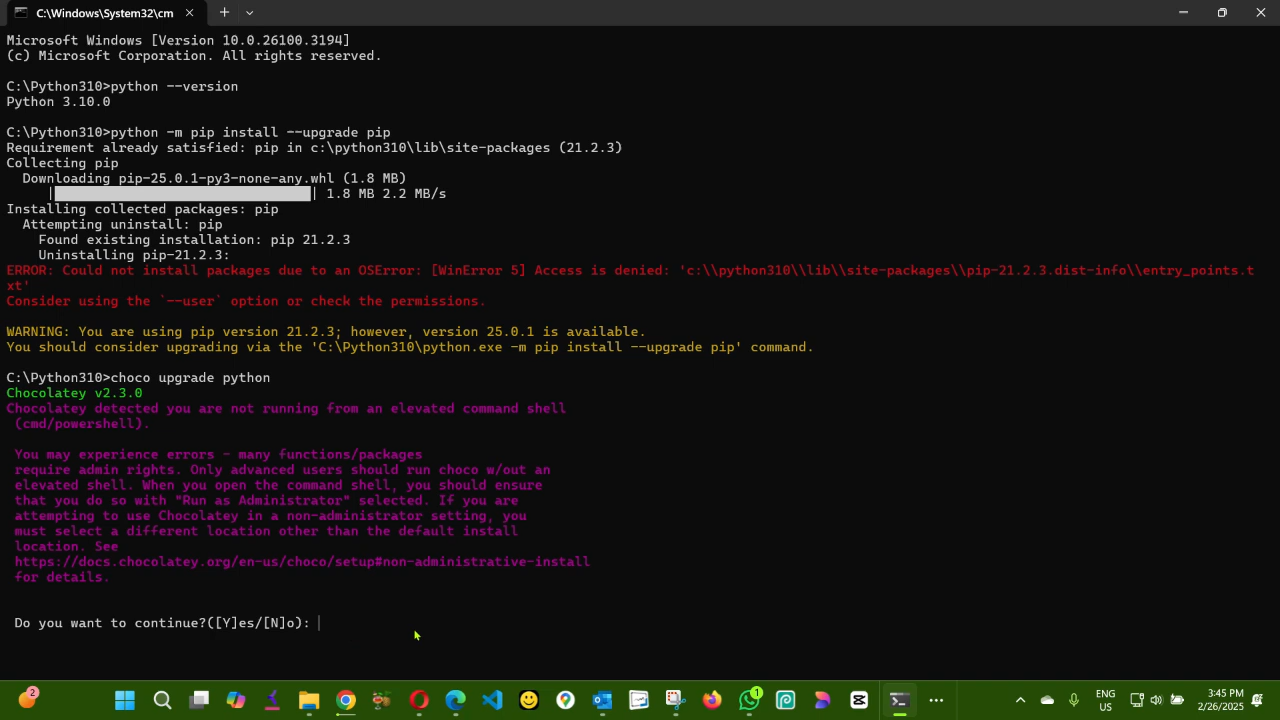 C:\Windows\System32\cm
Microsoft Windows [Version 10.0.26100.3194]
(c) Microsoft Corporation. All rights reserved.
C:\Python310>python --version
Python 3.10.0
C:\Python310>python -m pip install --upgrade pip
Requirement already satisfied: pip in c:\python310\lib\site-packages (21.2.3)
Collecting pip
Downloading pip-25.0.1-py3-none-any.whl (1.8 MB)
| | 1.8 MB 2.2 MB/s
Installing collected packages: pip
Attempting uninstall: pip
Found existing installation: pip 21.2.3
Uninstalling pip-21.2.3:
ERROR: Could not install packages due to an OSError: [WinError 5] Access is denied: 'c:\\python310\\lib\\site-packages\\pip-21.2.3.dist-info\\entry_points.t
xt'
Consider using the `--user` option or check the permissions.
WARNING: You are using pip version 21.2.3; however, version 25.0.1 is available.
You should consider upgrading via the 'C:\Python310\python.exe -m pip install --upgrade pip' command.
C:\Python310>choco upgrade python
Chocolatey v2.3.0
Chocolatey detected you are not running from an elevated command shell
(cmd/powershell).
You may experience errors - many functions/packages
require admin rights. Only advanced users should run choco w/out an
elevated shell. When you open the command shell, you should ensure
that you do so with "Run as Administrator" selected. If you are
attempting to use Chocolatey in a non-administrator setting, you
must select a different location other than the default install
location. See
https://docs.chocolatey.org/en-us/choco/setup#non-administrative-install
for details.
Do you want to continue?([Y]es/[N]o):
2
1
ENG
US
3:45 PM
2/26/2025